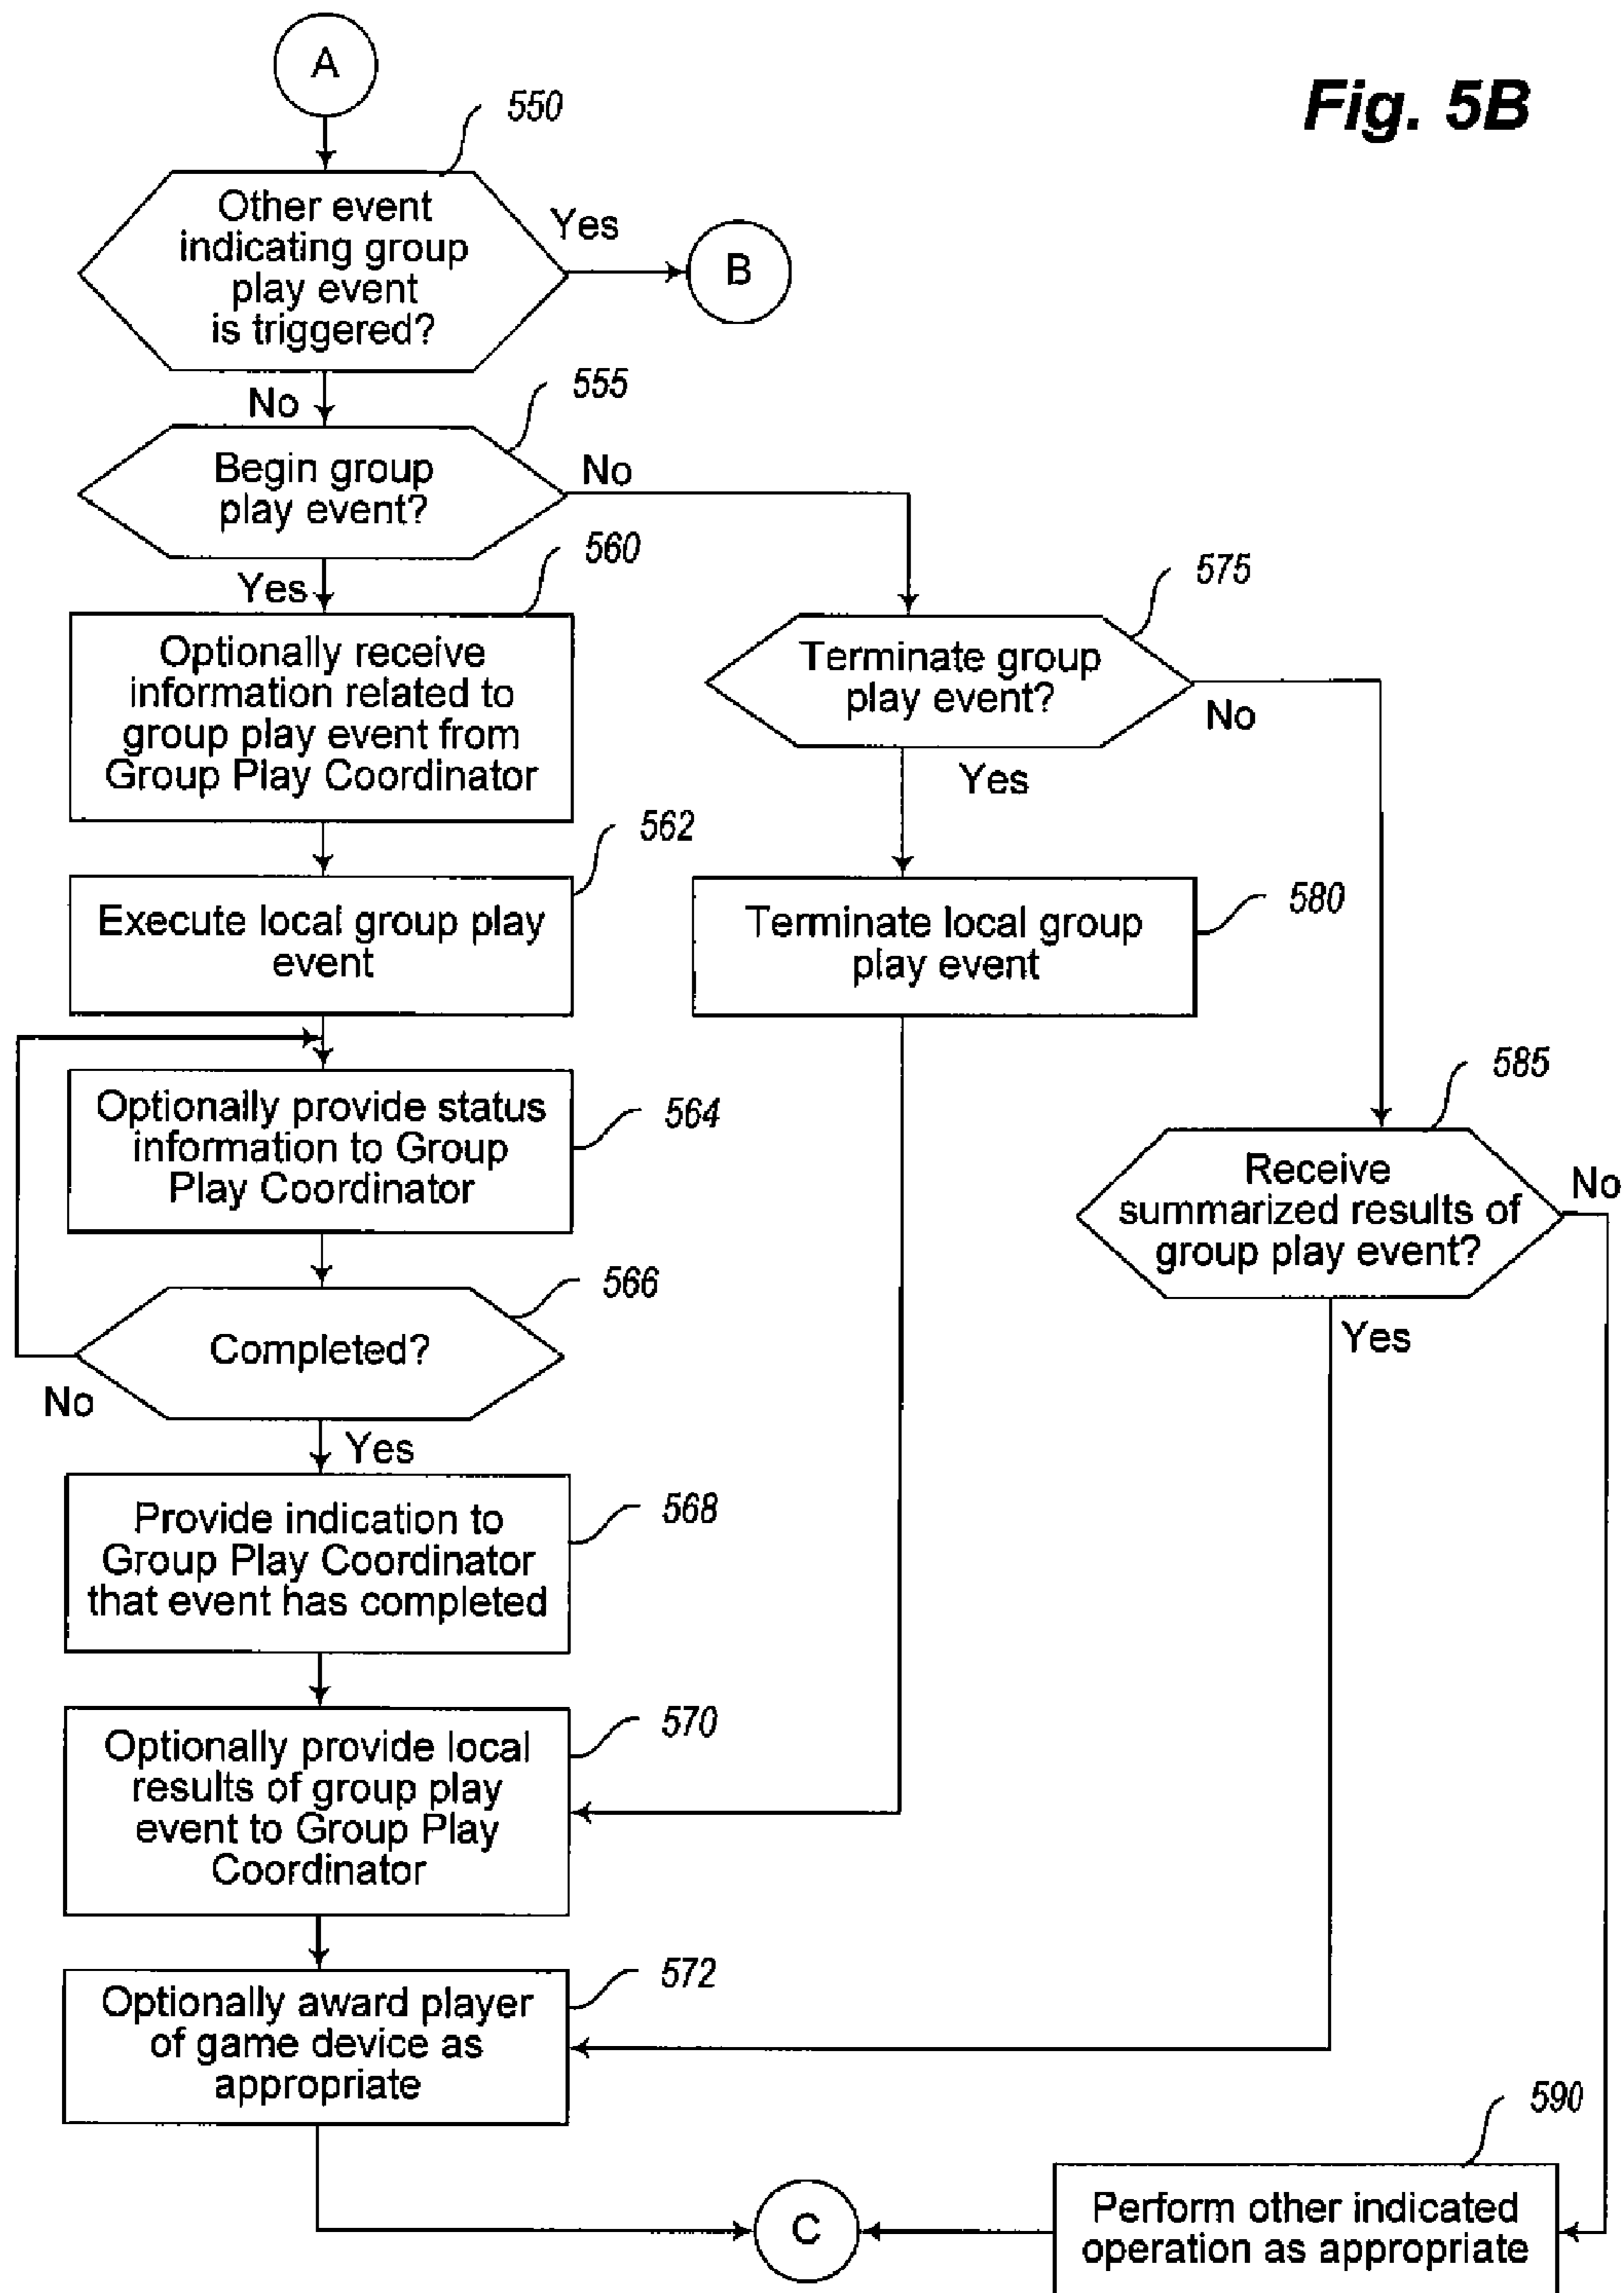 A
Fig. 5B
550
Other event
indicating group
play event
is triggered?
Yes
B
No
555
Begin group
play event?
No
Yes
560
Optionally receive
information related to
group play event from
Group Play Coordinator
575
Terminate group
play event?
No
Yes
562
Execute local group play
event
580
Terminate local group
play event
564
Optionally provide status
information to Group
Play Coordinator
585
Receive
summarized results of
group play event?
No
Yes
566
Completed?
No
Yes
568
Provide indication to
Group Play Coordinator
that event has completed
570
Optionally provide local
results of group play
event to Group Play
Coordinator
572
Optionally award player
of game device as
appropriate
590
Perform other indicated
operation as appropriate
C